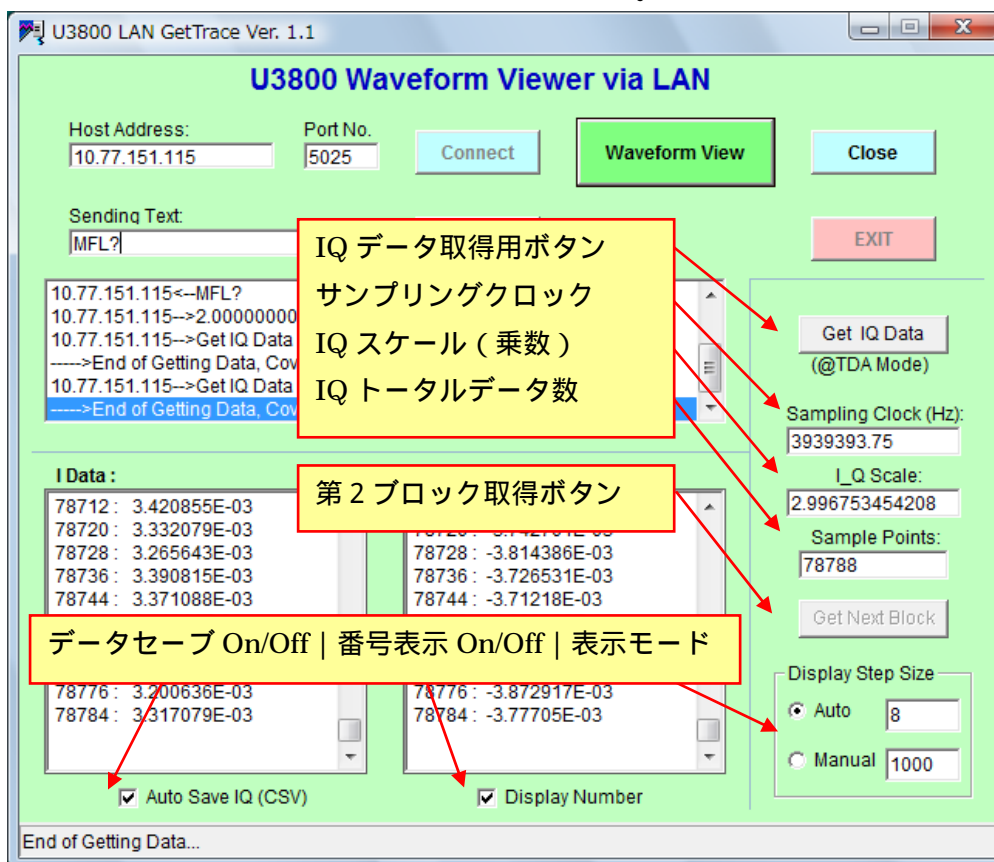 U3800 LAN GetTrace Ver. 1.1
U3800 Waveform Viewer via LAN
Host Address:
Port No.
10.77.151.115
5025
Connect
Waveform View
Close
Sending Text:
MFL?
EXIT
IQ データ取得用ボタン
サンプリングクロック
IQ スケール(乗数)
IQ トータルデータ数
10.77.151.115<--MFL?
10.77.151.115-->2.00000000
10.77.151.115-->Get IQ Data
----->End of Getting Data, Cov
10.77.151.115-->Get IQ Data
----->End of Getting Data, Cov
Get IQ Data
(@TDA Mode)
Sampling Clock (Hz):
3939393.75
I_Q Scale:
2.996753454208
Sample Points:
78788
Get Next Block
I Data :
第2ブロック取得ボタン
78712 : 3.420855E-03
78720 : 3.332079E-03
78728 : 3.265643E-03
78736 : 3.390815E-03
78744 : 3.371088E-03
78728 : -3.814386E-03
78736 : -3.726531E-03
78744 : -3.71218E-03
データセーブ On/Off | 番号表示 On/Off | 表示モード
78776 : 3.200636E-03
78784 : 3.317079E-03
78776 : -3.872917E-03
78784 : -3.77705E-03
Display Step Size
Auto
8
Manual
1000
Auto Save IQ (CSV)
Display Number
End of Getting Data...